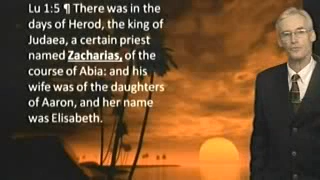 Lu 1:5 ¶ There was in the
days of Herod, the king of
Judaea, a certain priest
named Zacharias, of the
course of Abia: and his
wife was of the daughters
of Aaron, and her name
was Elisabeth.